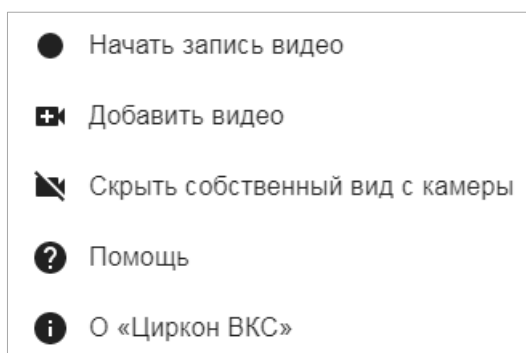 Начать запись видео
Добавить видео
Скрыть собственный вид с камеры
Помощь
О «Циркон ВКС»